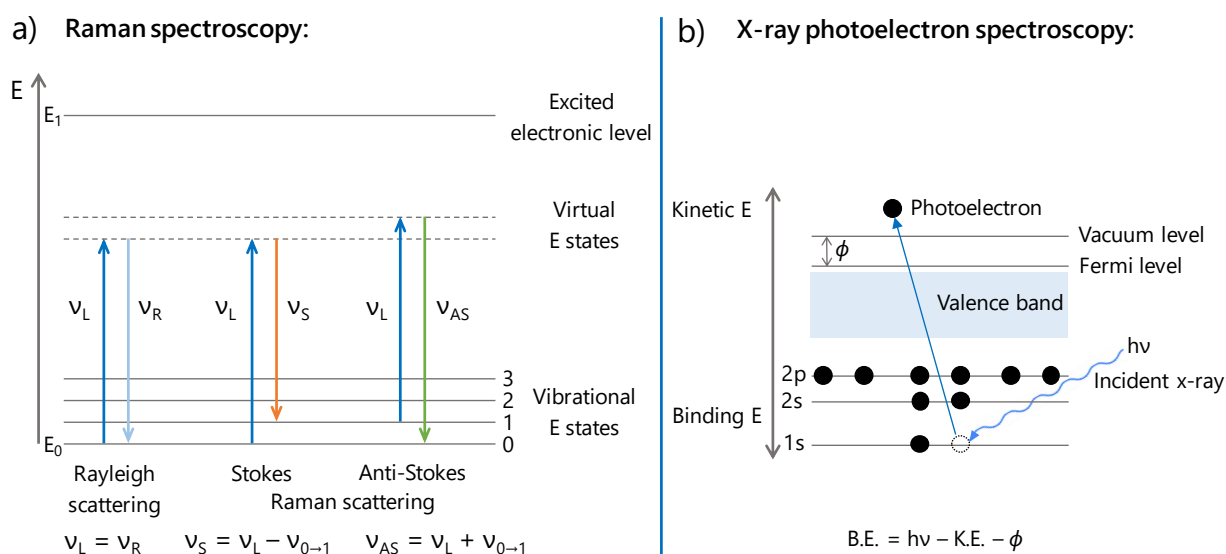 a) Raman spectroscopy:
E
E₁
Excited
electronic level
Virtual
E states
νL νR νL νS νL νAS
3
2
1
0
Vibrational
E states
E₀
Rayleigh
scattering
Stokes
Anti-Stokes
Raman scattering
νL = νR
νS = νL – ν0→1
νAS = νL + ν0→1
b) X-ray photoelectron spectroscopy:
Kinetic E
Photoelectron
Vacuum level
ϕ
Fermi level
Valence band
hν
Incident x-ray
2p
2s
Binding E
1s
B.E. = hν – K.E. – ϕ